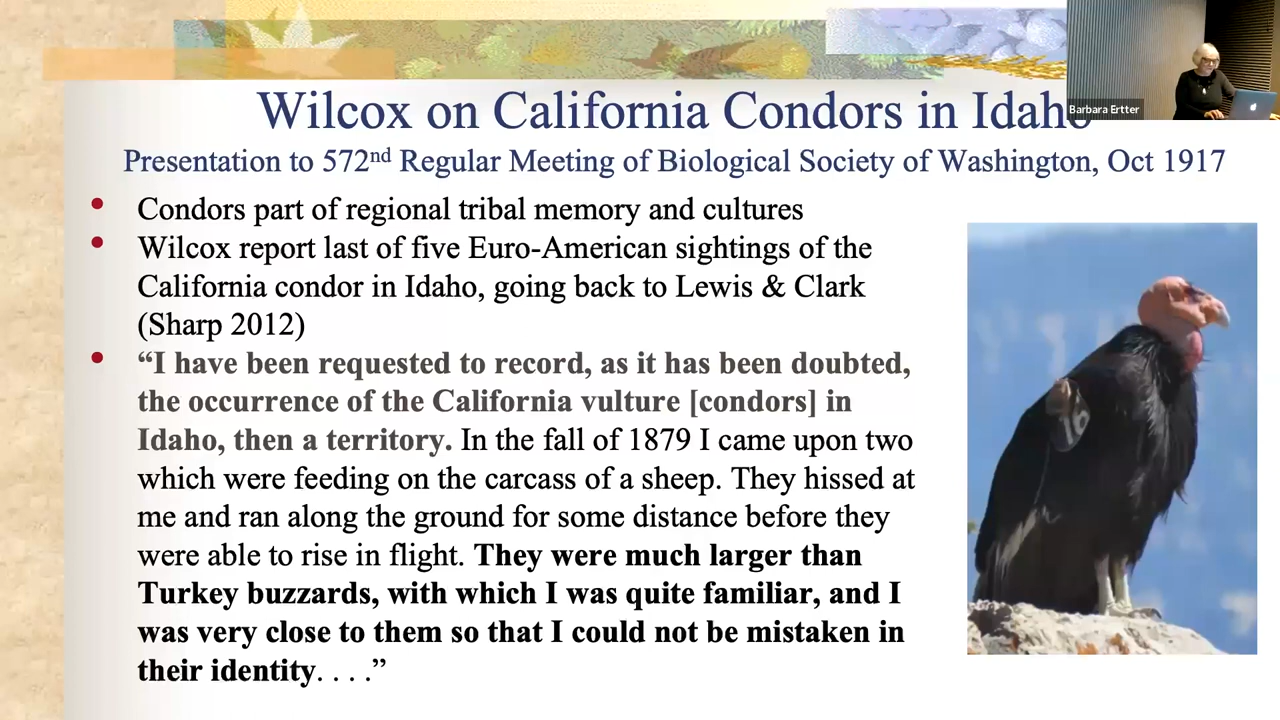 Wilcox on California Condors in Idaho
Barbara Ertter
Presentation to 572nd Regular Meeting of Biological Society of Washington, Oct 1917
• Condors part of regional tribal memory and cultures
• Wilcox report last of five Euro-American sightings of the
California condor in Idaho, going back to Lewis & Clark
(Sharp 2012)
• “I have been requested to record, as it has been doubted,
the occurrence of the California vulture [condors] in
Idaho, then a territory. In the fall of 1879 I came upon two
which were feeding on the carcass of a sheep. They hissed at
me and ran along the ground for some distance before they
were able to rise in flight. They were much larger than
Turkey buzzards, with which I was quite familiar, and I
was very close to them so that I could not be mistaken in
their identity. . . .”